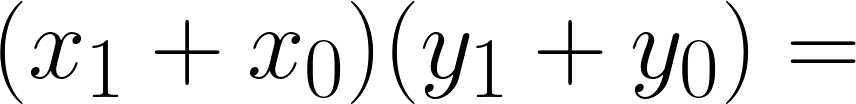 (x₁ + x₀)(y₁ + y₀) =